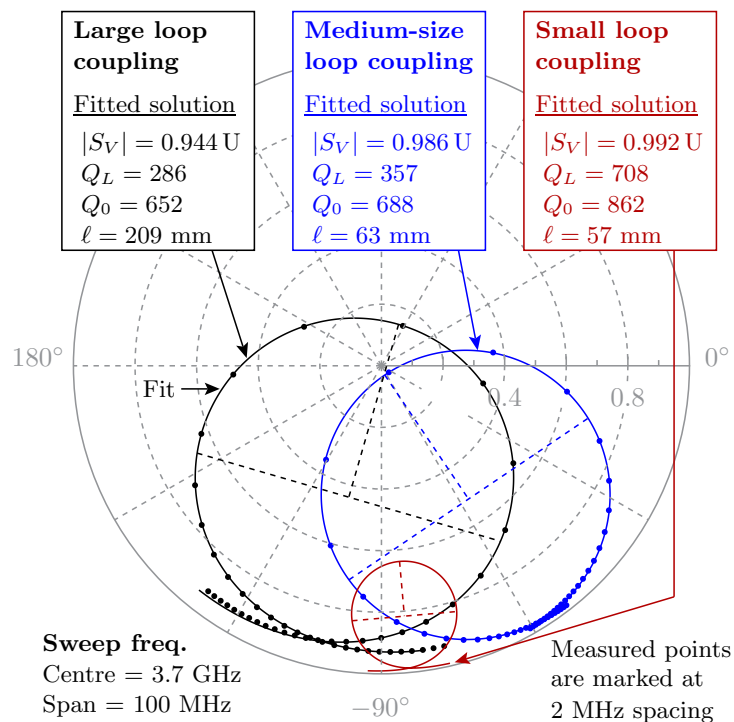 Large loop
coupling
Fitted solution
|S_V| = 0.944 U
Q_L = 286
Q_0 = 652
ℓ = 209 mm
Medium-size
loop coupling
Fitted solution
|S_V| = 0.986 U
Q_L = 357
Q_0 = 688
ℓ = 63 mm
Small loop
coupling
Fitted solution
|S_V| = 0.992 U
Q_L = 708
Q_0 = 862
ℓ = 57 mm
180°
0°
Fit
0.4
0.8
Sweep freq.
Centre = 3.7 GHz
Span = 100 MHz
−90°
Measured points
are marked at
2 MHz spacing